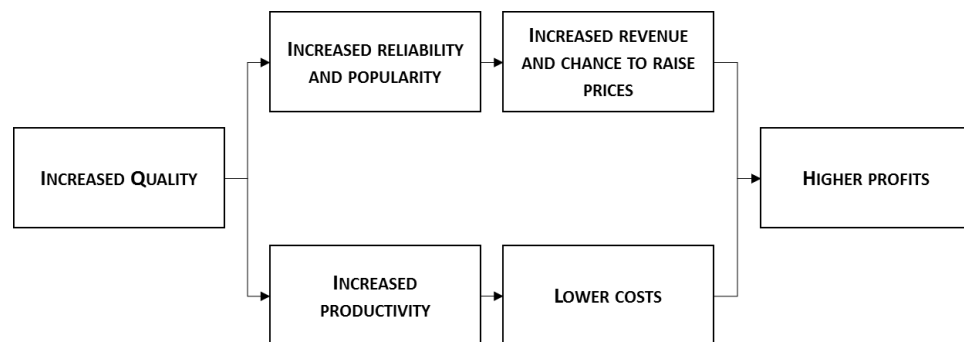 INCREASED RELIABILITY
AND POPULARITY
INCREASED REVENUE
AND CHANCE TO RAISE
PRICES
INCREASED QUALITY
HIGHER PROFITS
INCREASED
PRODUCTIVITY
LOWER COSTS